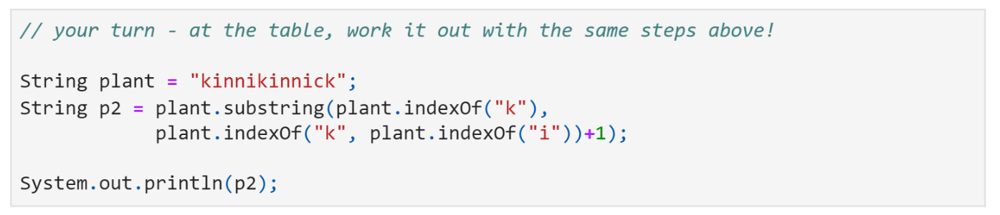 // your turn - at the table, work it out with the same steps above!
String plant = "kinnikinnick";
String p2 = plant.substring(plant.indexOf("k"),
plant.indexOf("k", plant.indexOf("i"))+1);
System.out.println(p2);